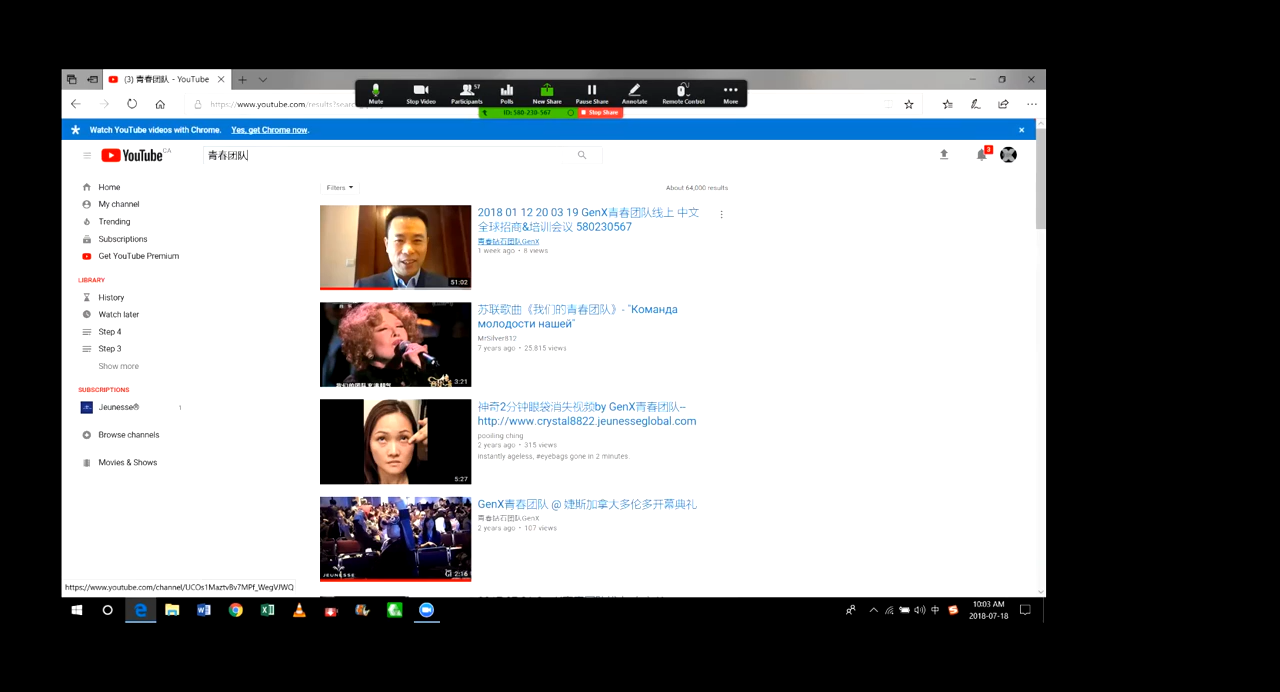 (3) 青春团队 - YouTube
Mute
Stop Video
Participants
57
Polls
New Share
Pause Share
Annotate
Remote Control
More
https://www.youtube.com/results?sear
ID: 580-230-567
Stop Share
Watch YouTube videos with Chrome. Yes, get Chrome now.
YouTube CA
青春团队
3
Home
My channel
Trending
Subscriptions
Get YouTube Premium
LIBRARY
History
Watch later
Step 4
Step 3
Show more
SUBSCRIPTIONS
Jeunesse® 1
Browse channels
Movies & Shows
Filters
About 64,000 results
2018 01 12 20 03 19 GenX青春团队线上 中文
全球招商&培训会议 580230567
青春钻石团队GenX
1 week ago • 8 views
51:02
苏联歌曲《我们的青春团队》- "Команда
молодости нашей"
MrSilver812
7 years ago • 25,815 views
3:21
神奇2分钟眼袋消失视频by GenX青春团队--
http://www.crystal8822.jeunesseglobal.com
pooiling ching
2 years ago • 315 views
instantly ageless, #eyebags gone in 2 minutes.
5:27
GenX青春团队 @ 婕斯加拿大多伦多开幕典礼
青春钻石团队GenX
2 years ago • 107 views
JEUNESSE
2:16
https://www.youtube.com/channel/UCOs1Maztv8v7MPf_WegVJWQ
中
10:03 AM
2018-07-18